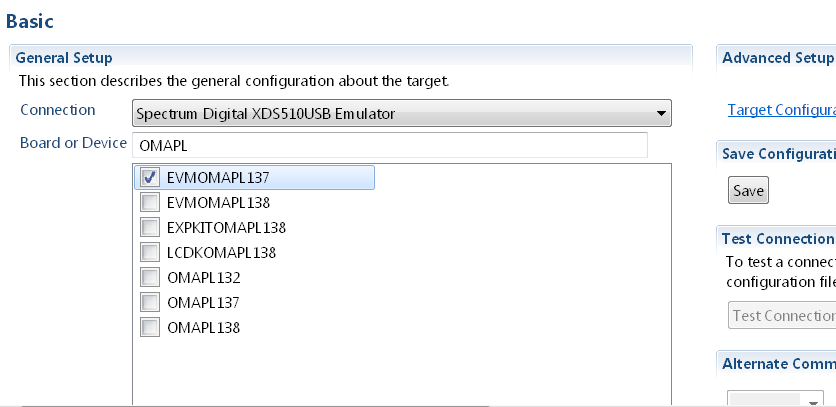 Basic
General Setup
This section describes the general configuration about the target.
Connection
Spectrum Digital XDS510USB Emulator
Board or Device
OMAPL
EVMOMAPL137
EVMOMAPL138
EXPKITOMAPL138
LCDKOMAPL138
OMAPL132
OMAPL137
OMAPL138
Advanced Setup
Target Configura
Save Configurati
Save
Test Connection
To test a connec
configuration file
Test Connection
Alternate Comm